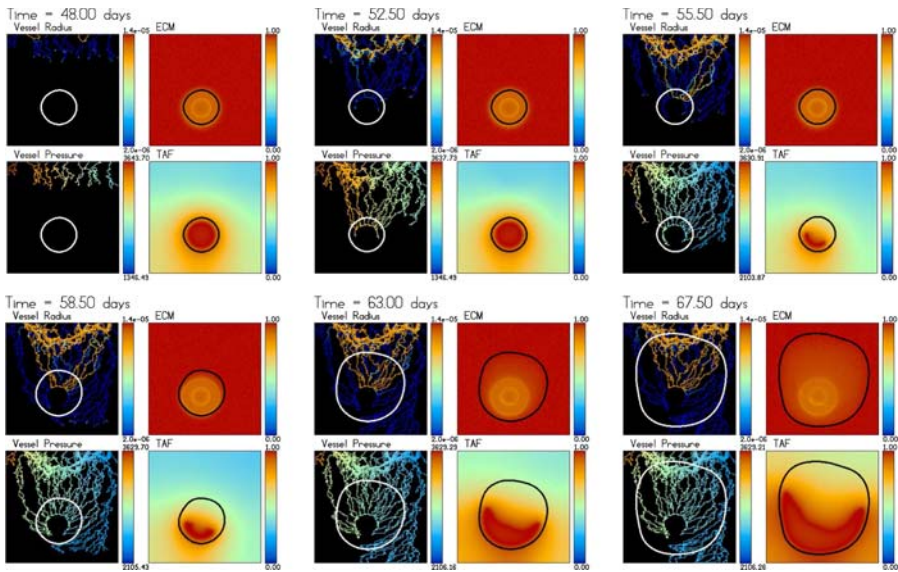 Time = 48.00 days
Vessel Radius
ECM
1.4e-05
1.00
2.0e-06
0.00
Vessel Pressure
TAF
3643.70
1.00
1346.43
0.00
Time = 52.50 days
Vessel Radius
ECM
1.4e-05
1.00
2.0e-06
0.00
Vessel Pressure
TAF
3637.73
1.00
1346.49
0.00
Time = 55.50 days
Vessel Radius
ECM
1.4e-05
1.00
2.0e-06
0.00
Vessel Pressure
TAF
3630.91
1.00
2103.87
0.00
Time = 58.50 days
Vessel Radius
ECM
1.4e-05
1.00
2.0e-06
0.00
Vessel Pressure
TAF
3629.70
1.00
2105.43
0.00
Time = 63.00 days
Vessel Radius
ECM
1.4e-05
1.00
2.0e-06
0.00
Vessel Pressure
TAF
3629.29
1.00
2106.16
0.00
Time = 67.50 days
Vessel Radius
ECM
1.4e-05
1.00
2.0e-06
0.00
Vessel Pressure
TAF
3629.21
1.00
2106.26
0.00